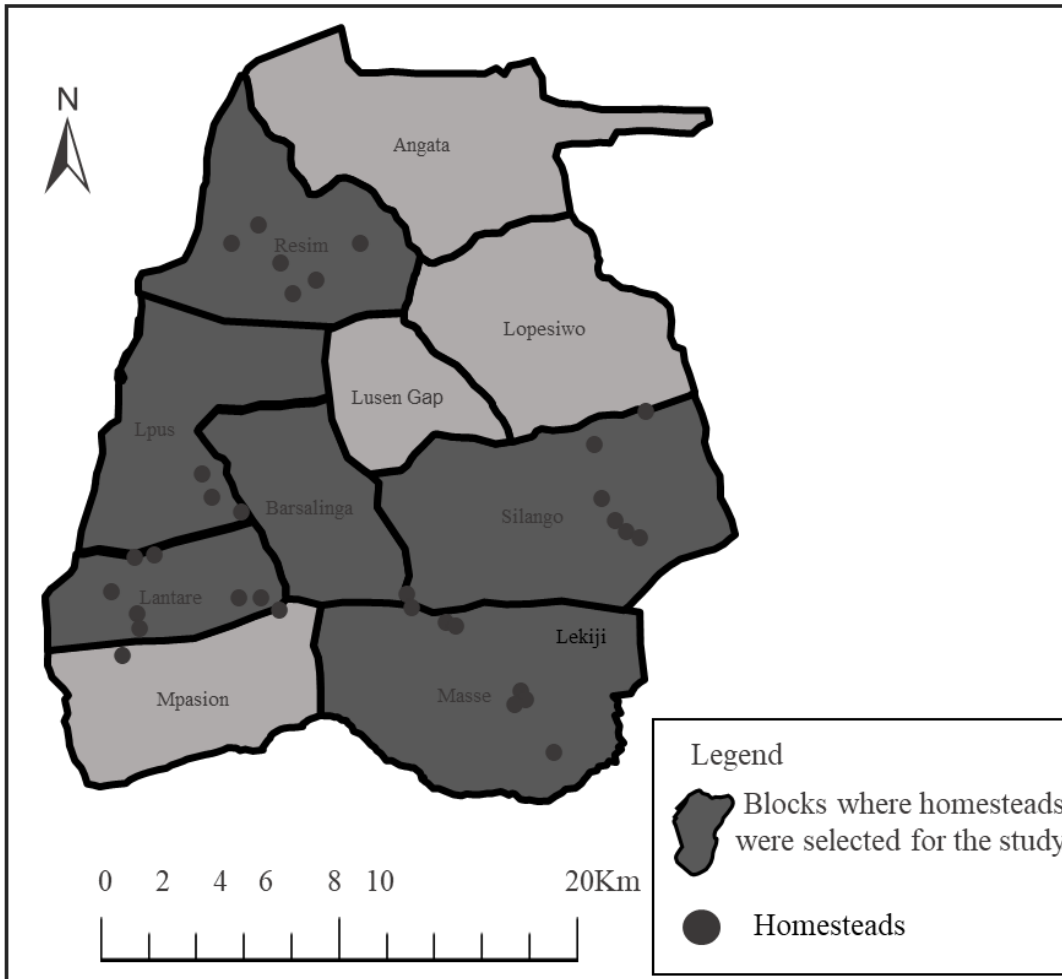 N
Angata
Resim
Lopesiwo
Lusen Gap
Lpus
Barsalinga
Silango
Lantare
Lekiji
Mpasion
Masse
Legend
Blocks where homesteads
were selected for the study
Homesteads
0 2 4 6 8 10 20Km